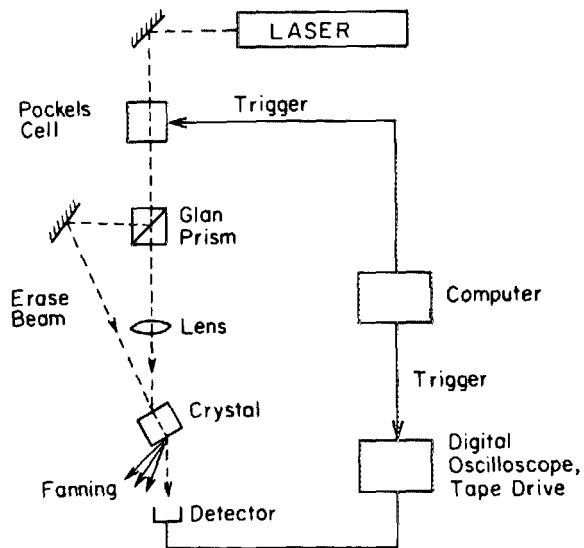 LASER
Trigger
Pockels
Cell
Glan
Prism
Erase
Beam
Computer
Lens
Trigger
Crystal
Digital
Oscilloscope,
Tape Drive
Fanning
Detector